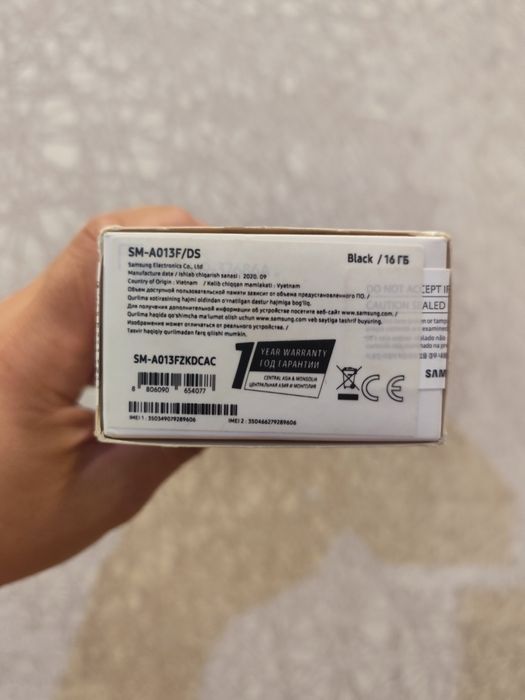 SM-A013F/DS
Black / 16 ГБ
Samsung Electronics Co., Ltd
Manufacture date / Ishlab chiqarish sanasi : 2020. 09
Country of Origin : Vietnam / Kelib chiqqan mamlakati : Vyetnam
Объем доступной пользовательской памяти зависит от объема предустановленного ПО. /
Qurilma xotirasining hajmi oldindan o'rnatilgan dastur hajmiga bog'liq.
Для получения дополнительной информации об устройстве посетите веб-сайт www.samsung.com. /
Qurilma haqida qo'shimcha ma'lumot olish uchun www.samsung.com veb saytiga tashrif buyuring.
Изображение может отличаться от реального устройства. /
Tasvir haqiqiy qurilmadan farq qilishi mumkin.
SM-A013FZKDCAC
8 806090 654077
1 YEAR WARRANTY
ГОД ГАРАНТИИ
CENTRAL ASIA & MONGOLIA
ЦЕНТРАЛЬНАЯ АЗИЯ И МОНГОЛИЯ
CE
IMEI 1 : 350349079289606
IMEI 2 : 350466279289606
DO NOT ACCEPT IF
CAUTION SEALED
SAM